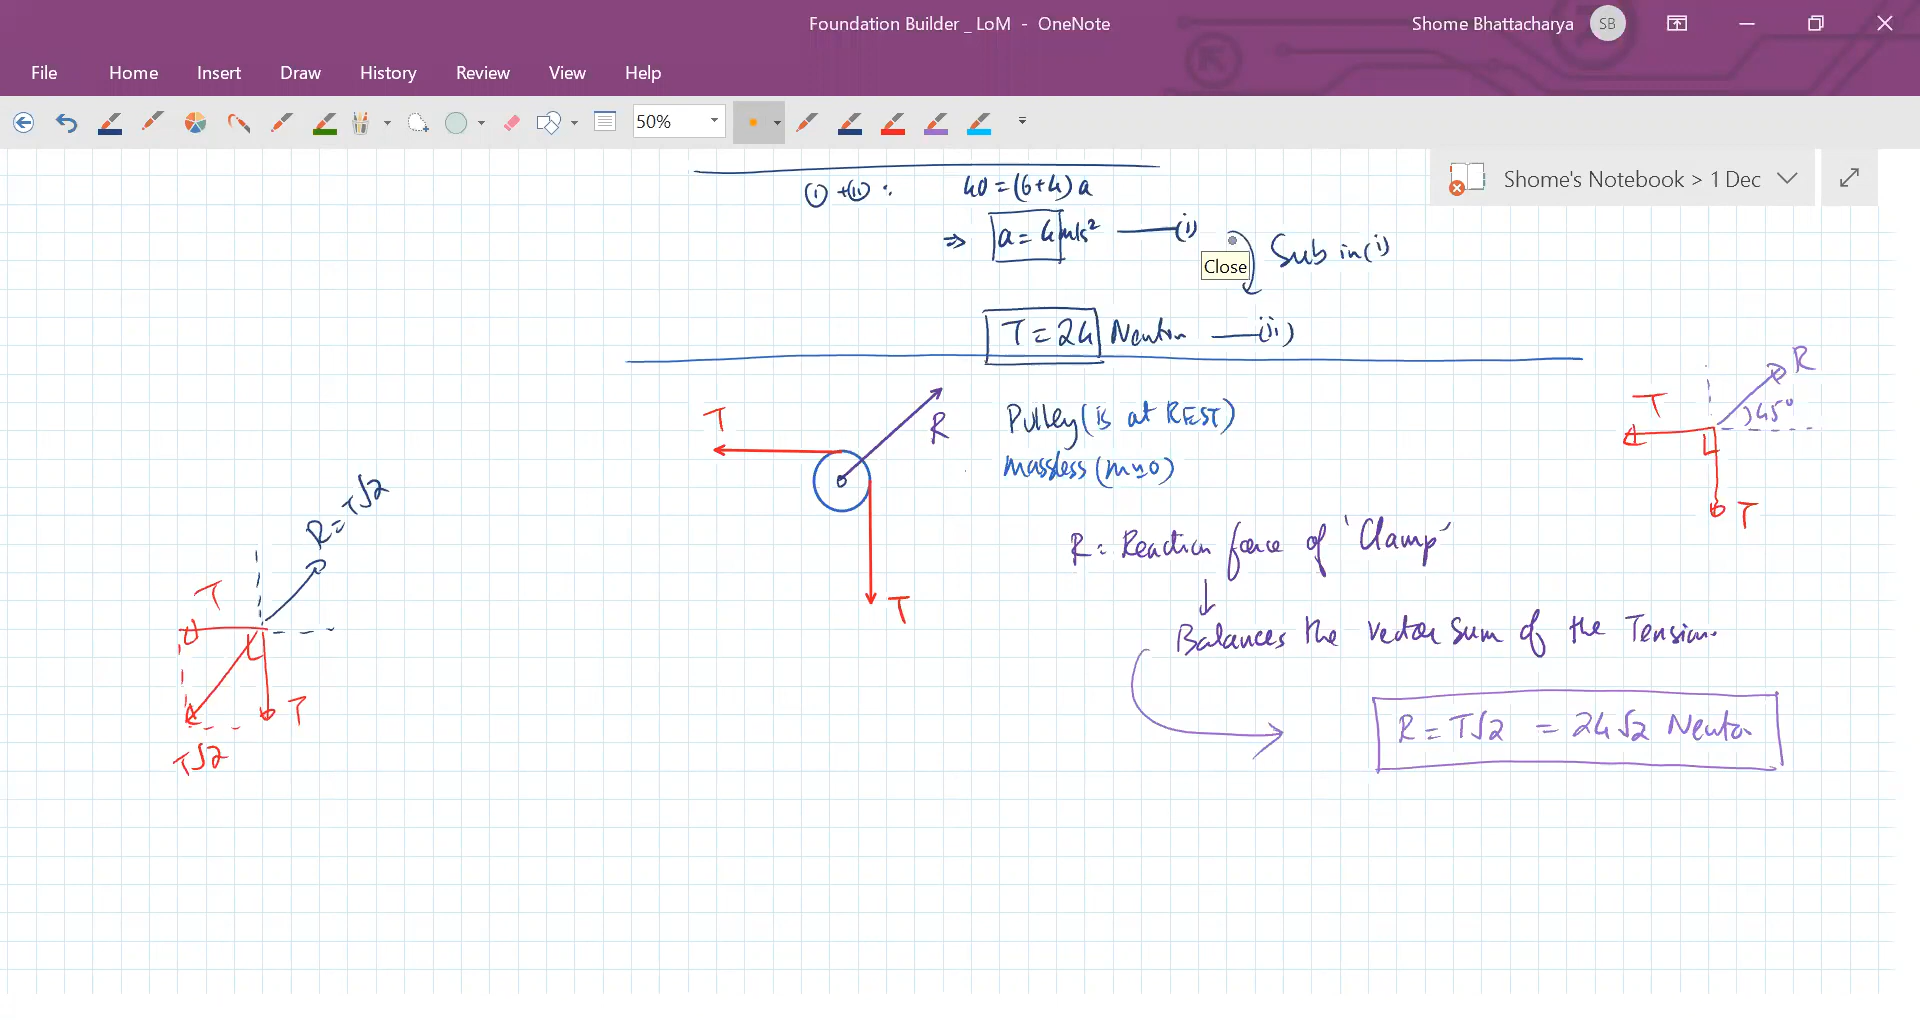 Foundation Builder _ LoM - OneNote
Shome Bhattacharya SB
File Home Insert Draw History Review View Help
50%
Shome's Notebook > 1 Dec
(i) + (ii) : 40 = (6+4) a
⇒ a = 4 m/s² —(i)
Close
Sub in (i)
T = 24 Newton —(ii)
T
R
Pulley (is at REST)
massless (m≈0)
T
R
T
45°
T
R = T√2
T
T
T√2
R = Reaction force of 'Clamp'
↓
Balances the vector sum of the Tension.
R = T√2 = 24√2 Newton